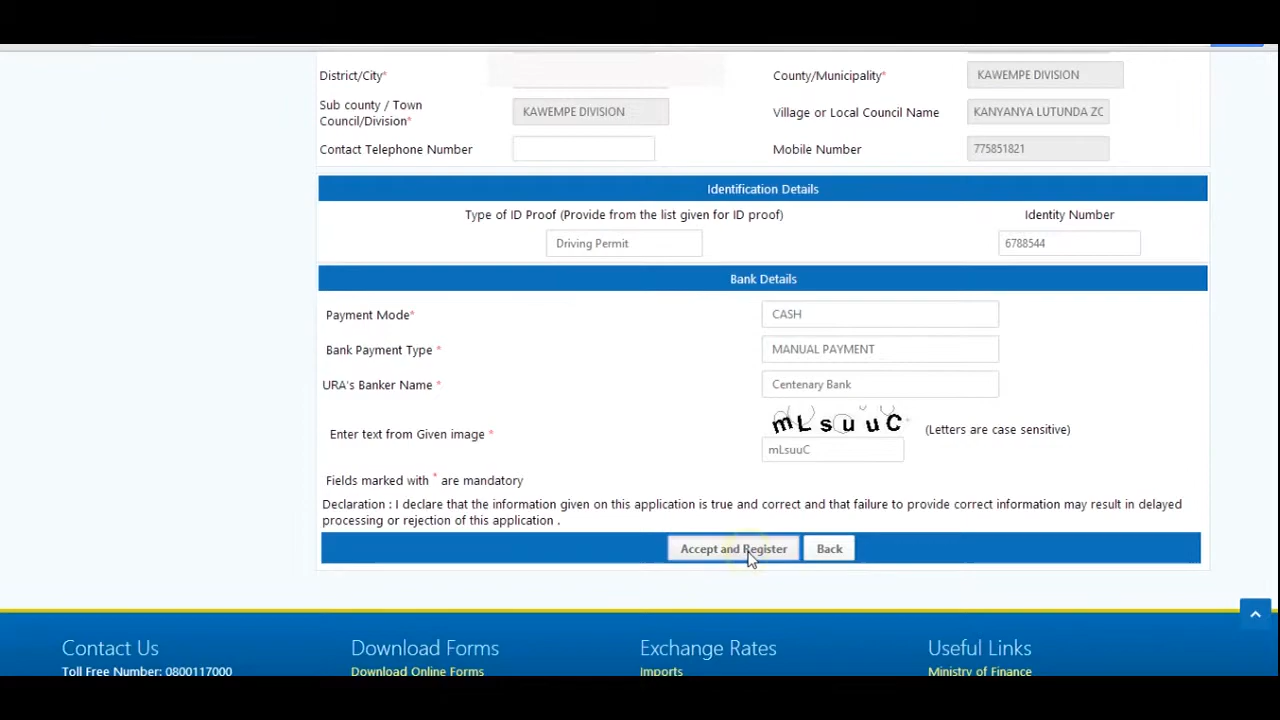 District/City*
County/Municipality*
KAWEMPE DIVISION
Sub county / Town
Council/Division*
KAWEMPE DIVISION
Village or Local Council Name
KANYANYA LUTUNDA ZC
Contact Telephone Number
Mobile Number
775851821
Identification Details
Type of ID Proof (Provide from the list given for ID proof)
Identity Number
Driving Permit
6788544
Bank Details
Payment Mode*
CASH
Bank Payment Type *
MANUAL PAYMENT
URA's Banker Name *
Centenary Bank
Enter text from Given image *
mLsuuC
(Letters are case sensitive)
mLsuuC
Fields marked with * are mandatory
Declaration : I declare that the information given on this application is true and correct and that failure to provide correct information may result in delayed
processing or rejection of this application .
Accept and Register
Back
Contact Us
Download Forms
Exchange Rates
Useful Links
Toll Free Number: 0800117000
Download Online Forms
Imports
Ministry of Finance